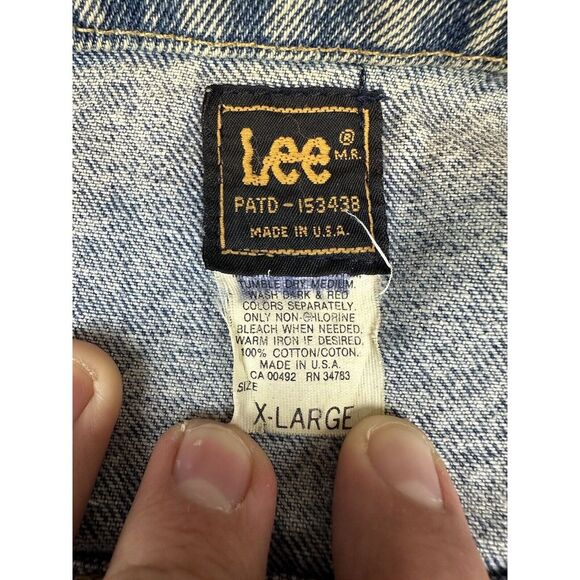 Lee ® M.R.
PATD-153438
MADE IN U.S.A.
TUMBLE DRY MEDIUM.
WASH DARK & RED
COLORS SEPARATELY.
ONLY NON-CHLORINE
BLEACH WHEN NEEDED.
WARM IRON IF DESIRED.
100% COTTON/COTON.
MADE IN U.S.A.
CA 00492 RN 34783
SIZE
X-LARGE